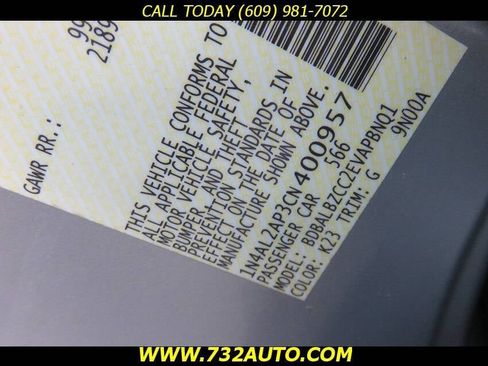 CALL TODAY (609) 981-7072
99
2189
GAWR RR.:
THIS VEHICLE CONFORMS TO
ALL APPLICABLE FEDERAL
MOTOR VEHICLE SAFETY,
BUMPER, AND THEFT
PREVENTION STANDARDS IN
EFFECT ON THE DATE OF
MANUFACTURE SHOWN ABOVE.
1N4AL2AP3CN400957
PASSENGER CAR 566
MODEL: BDBALBZCC2EVAPBNQ1
COLOR: K23 TRIM: G 9N00A
WWW.732AUTO.COM